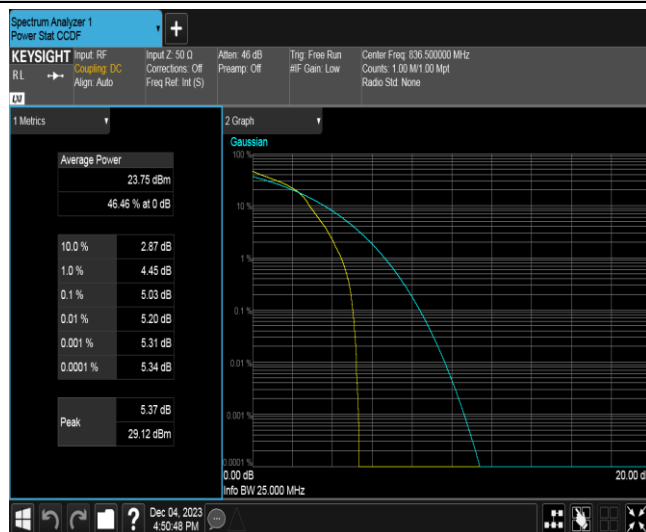 Spectrum Analyzer 1
Power Stat CCDF
KEYSIGHT
RL
LXI
Input: RF
Coupling: DC
Align: Auto
Input Z: 50 Ω
Corrections: Off
Freq Ref: Int (S)
Atten: 46 dB
Preamp: Off
Trig: Free Run
#IF Gain: Low
Center Freq: 836.500000 MHz
Counts: 1.00 M/1.00 Mpt
Radio Std: None
1 Metrics
Average Power
23.75 dBm
46.46 % at 0 dB
10.0 % 2.87 dB
1.0 % 4.45 dB
0.1 % 5.03 dB
0.01 % 5.20 dB
0.001 % 5.31 dB
0.0001 % 5.34 dB
Peak
5.37 dB
29.12 dBm
2 Graph
Gaussian
100 %
10 %
1 %
0.1 %
0.01 %
0.001 %
0.0001 %
0.00 dB
20.00 d
Info BW 25.000 MHz
?
Dec 04, 2023
4:50:48 PM